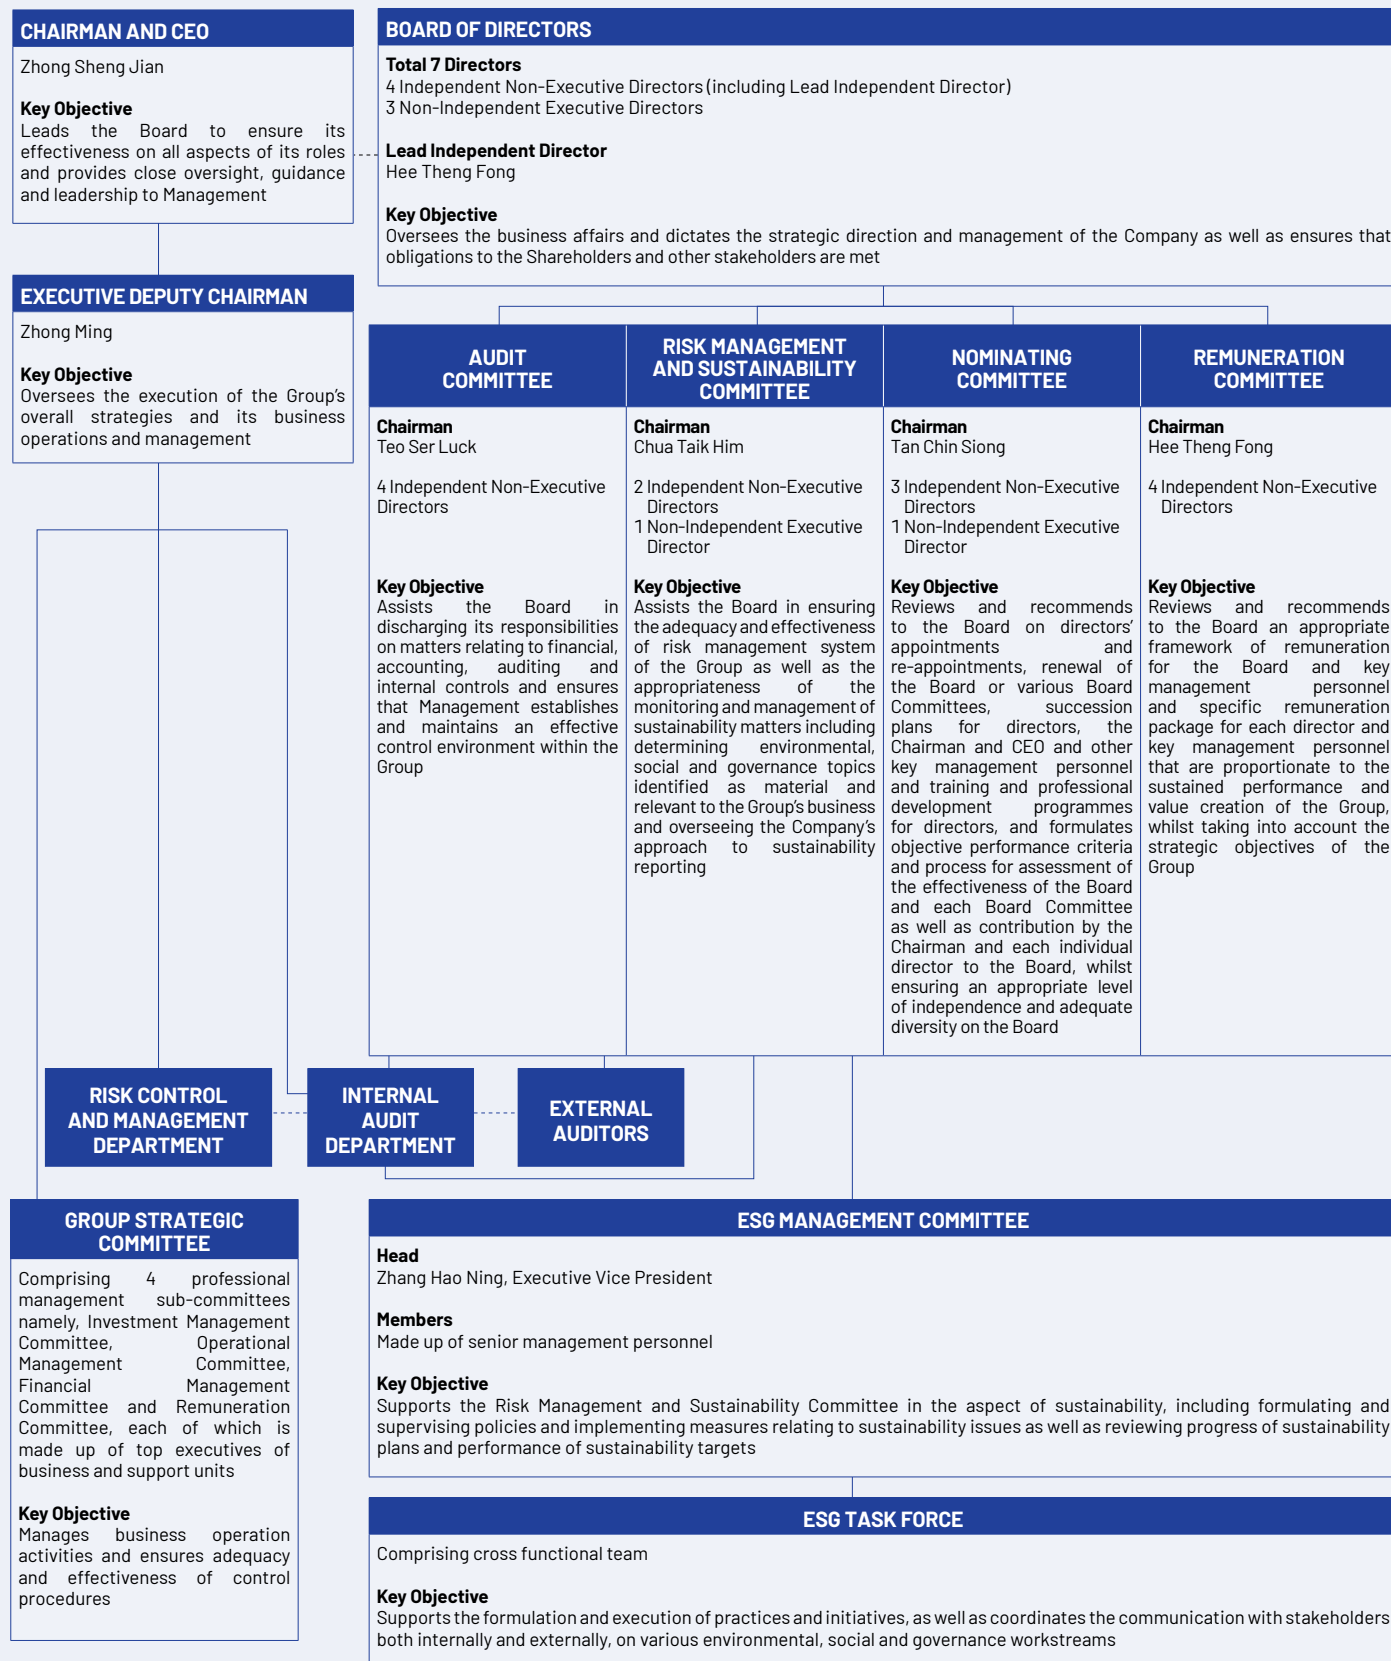 CHAIRMAN AND CEO
Zhong Sheng Jian
Key Objective
Leads the Board to ensure its
effectiveness on all aspects of its roles
and provides close oversight, guidance
and leadership to Management
BOARD OF DIRECTORS
Total 7 Directors
4 Independent Non-Executive Directors (including Lead Independent Director)
3 Non-Independent Executive Directors
Lead Independent Director
Hee Theng Fong
Key Objective
Oversees the business affairs and dictates the strategic direction and management of the Company as well as ensures that
obligations to the Shareholders and other stakeholders are met
EXECUTIVE DEPUTY CHAIRMAN
Zhong Ming
Key Objective
Oversees the execution of the Group's
overall strategies and its business
operations and management
AUDIT
COMMITTEE
Chairman
Teo Ser Luck
4 Independent Non-Executive
Directors
Key Objective
Assists the Board in
discharging its responsibilities
on matters relating to financial,
accounting, auditing and
internal controls and ensures
that Management establishes
and maintains an effective
control environment within the
Group
RISK MANAGEMENT
AND SUSTAINABILITY
COMMITTEE
Chairman
Chua Taik Him
2 Independent Non-Executive
Directors
1 Non-Independent Executive
Director
Key Objective
Assists the Board in ensuring
the adequacy and effectiveness
of risk management system
of the Group as well as the
appropriateness of the
monitoring and management of
sustainability matters including
determining environmental,
social and governance topics
identified as material and
relevant to the Group's business
and overseeing the Company's
approach to sustainability
reporting
NOMINATING
COMMITTEE
Chairman
Tan Chin Siong
3 Independent Non-Executive
Directors
1 Non-Independent Executive
Director
Key Objective
Reviews and recommends
to the Board on directors'
appointments and
re-appointments, renewal of
the Board or various Board
Committees, succession
plans for directors, the
Chairman and CEO and other
key management personnel
and training and professional
development programmes
for directors, and formulates
objective performance criteria
and process for assessment of
the effectiveness of the Board
and each Board Committee
as well as contribution by the
Chairman and each individual
director to the Board, whilst
ensuring an appropriate level
of independence and adequate
diversity on the Board
REMUNERATION
COMMITTEE
Chairman
Hee Theng Fong
4 Independent Non-Executive
Directors
Key Objective
Reviews and recommends
to the Board an appropriate
framework of remuneration
for the Board and key
management personnel
and specific remuneration
package for each director and
key management personnel
that are proportionate to the
sustained performance and
value creation of the Group,
whilst taking into account the
strategic objectives of the
Group
RISK CONTROL
AND MANAGEMENT
DEPARTMENT
INTERNAL
AUDIT
DEPARTMENT
EXTERNAL
AUDITORS
GROUP STRATEGIC
COMMITTEE
Comprising 4 professional
management sub-committees
namely, Investment Management
Committee, Operational
Management Committee,
Financial Management
Committee and Remuneration
Committee, each of which is
made up of top executives of
business and support units
Key Objective
Manages business operation
activities and ensures adequacy
and effectiveness of control
procedures
ESG MANAGEMENT COMMITTEE
Head
Zhang Hao Ning, Executive Vice President
Members
Made up of senior management personnel
Key Objective
Supports the Risk Management and Sustainability Committee in the aspect of sustainability, including formulating and
supervising policies and implementing measures relating to sustainability issues as well as reviewing progress of sustainability
plans and performance of sustainability targets
ESG TASK FORCE
Comprising cross functional team
Key Objective
Supports the formulation and execution of practices and initiatives, as well as coordinates the communication with stakeholders
both internally and externally, on various environmental, social and governance workstreams